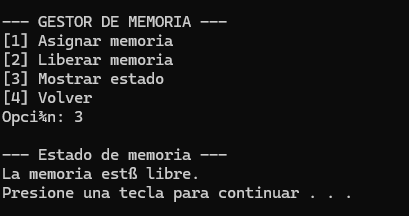 --- GESTOR DE MEMORIA ---
[1] Asignar memoria
[2] Liberar memoria
[3] Mostrar estado
[4] Volver
Opci¾n: 3
--- Estado de memoria ---
La memoria estß libre.
Presione una tecla para continuar . . .